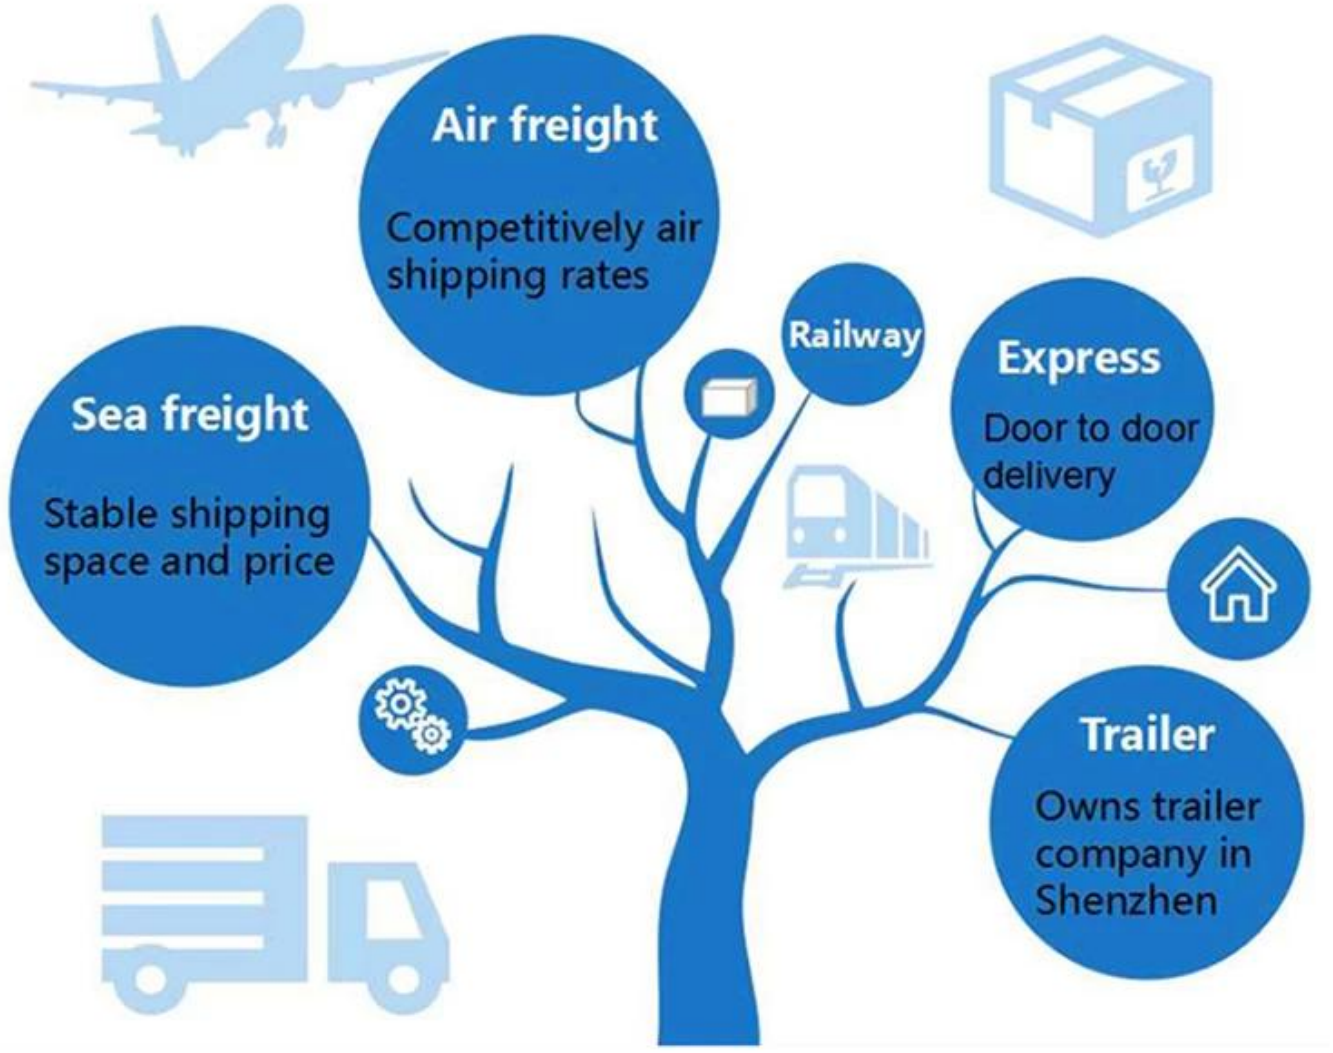 Air freight
Competitively air
shipping rates
Railway
Express
Door to door
delivery
Sea freight
Stable shipping
space and price
Trailer
Owns trailer
company in
Shenzhen